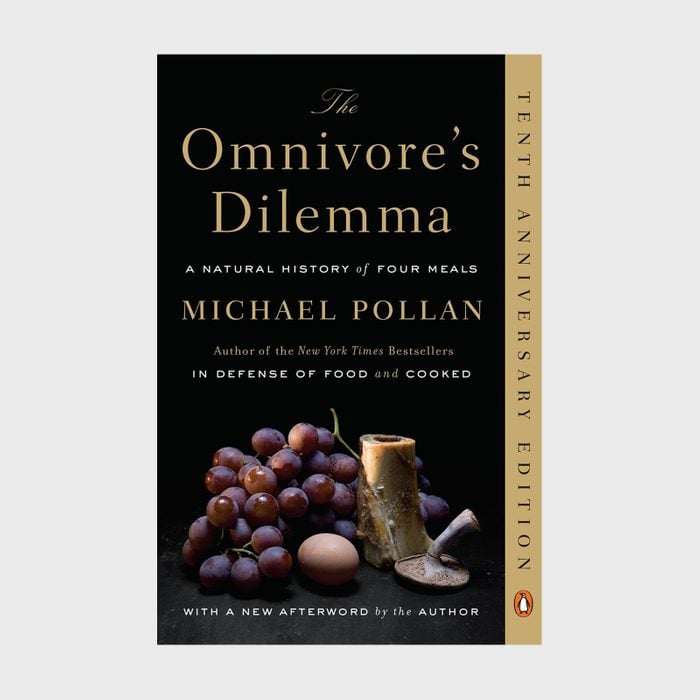 The
Omnivore's
Dilemma
A NATURAL HISTORY of FOUR MEALS
MICHAEL POLLAN
Author of the New York Times Bestsellers
IN DEFENSE OF FOOD and COOKED
WITH A NEW AFTERWORD by the AUTHOR
TENTH ANNIVERSARY EDITION